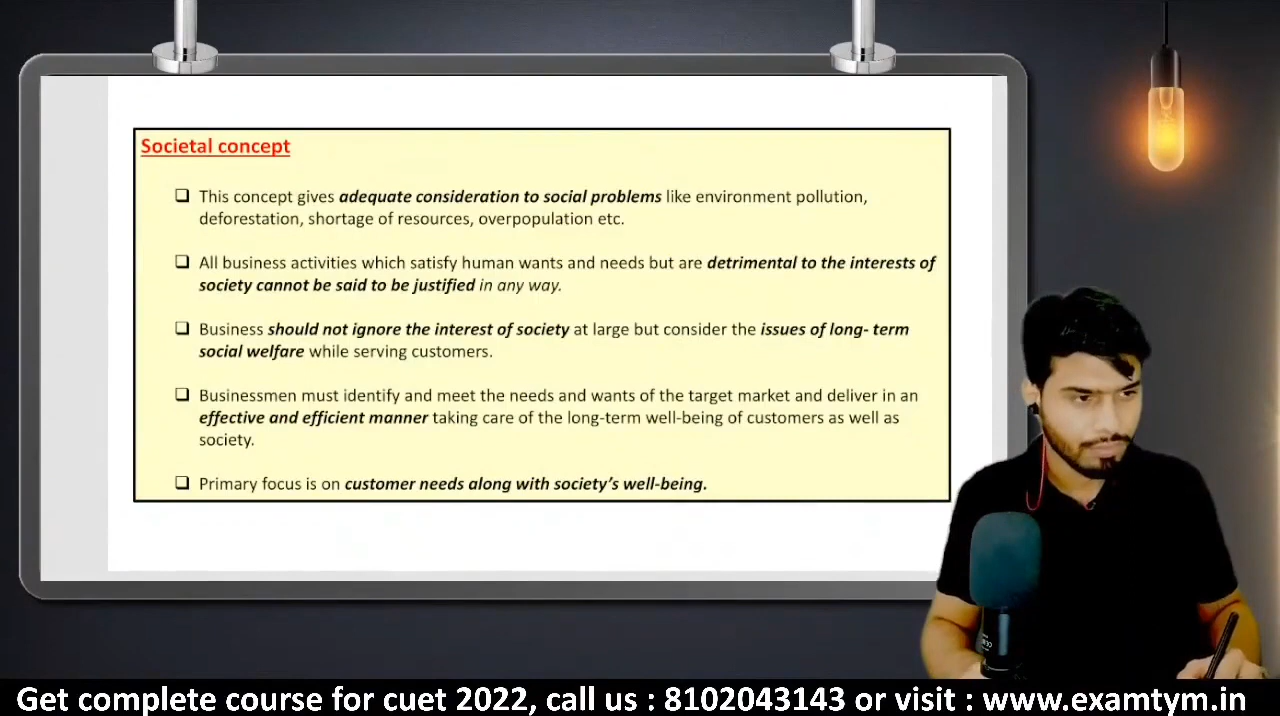 Societal concept
This concept gives adequate consideration to social problems like environment pollution,
deforestation, shortage of resources, overpopulation etc.
All business activities which satisfy human wants and needs but are detrimental to the interests of
society cannot be said to be justified in any way.
Business should not ignore the interest of society at large but consider the issues of long- term
social welfare while serving customers.
Businessmen must identify and meet the needs and wants of the target market and deliver in an
effective and efficient manner taking care of the long-term well-being of customers as well as
society.
Primary focus is on customer needs along with society’s well-being.
Get complete course for cuet 2022, call us : 8102043143 or visit : www.examtym.in